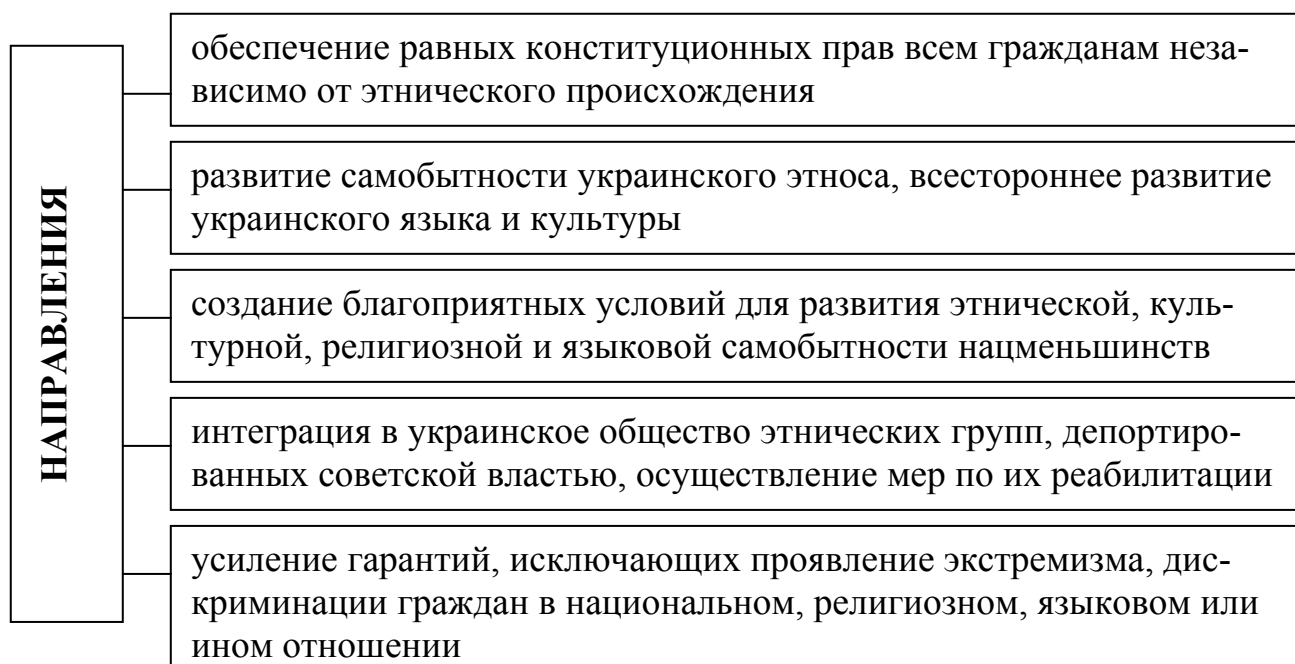 НАПРАВЛЕНИЯ
обеспечение равных конституционных прав всем гражданам неза-
висимо от этнического происхождения
развитие самобытности украинского этноса, всестороннее развитие
украинского языка и культуры
создание благоприятных условий для развития этнической, куль-
турной, религиозной и языковой самобытности нацменьшинств
интеграция в украинское общество этнических групп, депортиро-
ванных советской властью, осуществление мер по их реабилитации
усиление гарантий, исключающих проявление экстремизма, дис-
криминации граждан в национальном, религиозном, языковом или
ином отношении